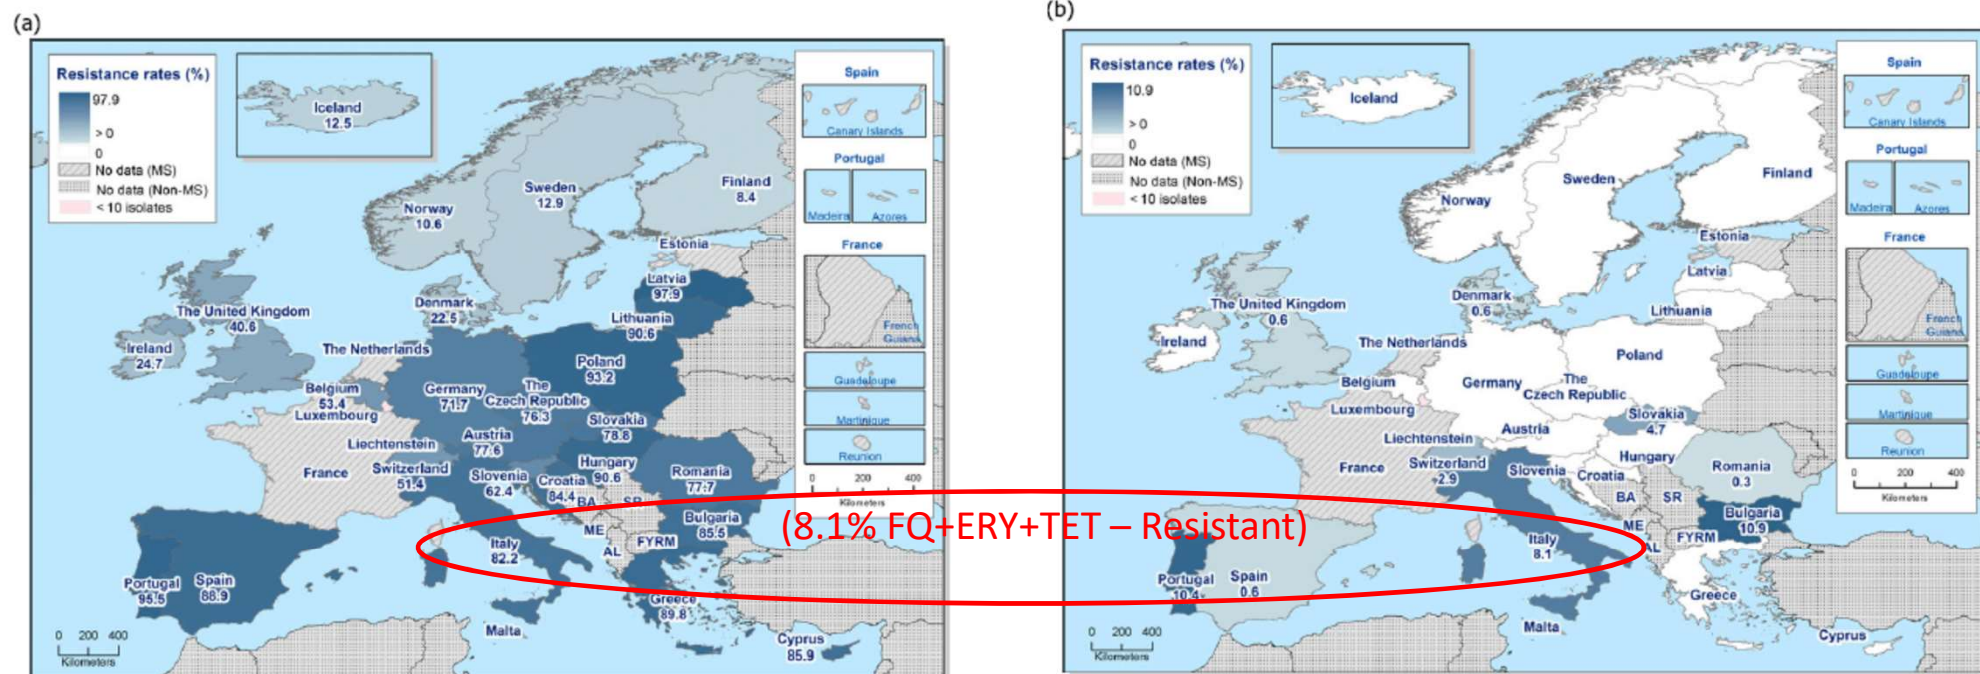 (a)
Resistance rates (%)
97.9
> 0
0
No data (MS)
No data (Non-MS)
< 10 isolates
Iceland
12.5
Norway
10.6
Sweden
12.9
Finland
8.4
Estonia
Latvia
97.9
Lithuania
90.6
Denmark
22.5
The United Kingdom
40.6
Ireland
24.7
The Netherlands
Belgium
53.4
Luxembourg
Germany
71.7
The
Czech Republic
76.3
Poland
93.2
Slovakia
78.8
Austria
77.6
Liechtenstein
Switzerland
51.4
France
Slovenia
62.4
Croatia
84.4
Hungary
90.6
Romania
77.7
BA
SR
ME
AL
FYRM
Bulgaria
85.5
Italy
82.2
Portugal
95.5
Spain
88.9
Greece
89.8
Malta
Cyprus
85.9
0 200 400
Kilometers
Spain
Canary Islands
Portugal
Madeira
Azores
France
French
Guiana
Guadeloupe
Martinique
Reunion
0 200 400
Kilometers
(8.1% FQ+ERY+TET – Resistant)
(b)
Resistance rates (%)
10.9
> 0
0
No data (MS)
No data (Non-MS)
< 10 isolates
Iceland
Norway
Sweden
Finland
Estonia
Latvia
Lithuania
Denmark
0.6
The United Kingdom
0.6
Ireland
The Netherlands
Belgium
Luxembourg
Germany
The
Czech Republic
Poland
Slovakia
4.7
Austria
Liechtenstein
Switzerland
2.9
France
Slovenia
Croatia
Hungary
Romania
0.3
BA
SR
ME
AL
FYRM
Bulgaria
10.9
Italy
8.1
Portugal
10.4
Spain
0.6
Greece
Malta
Cyprus
0 200 400
Kilometers
Spain
Canary Islands
Portugal
Madeira
Azores
France
French
Guiana
Guadeloupe
Martinique
Reunion
0 200 400
Kilometers